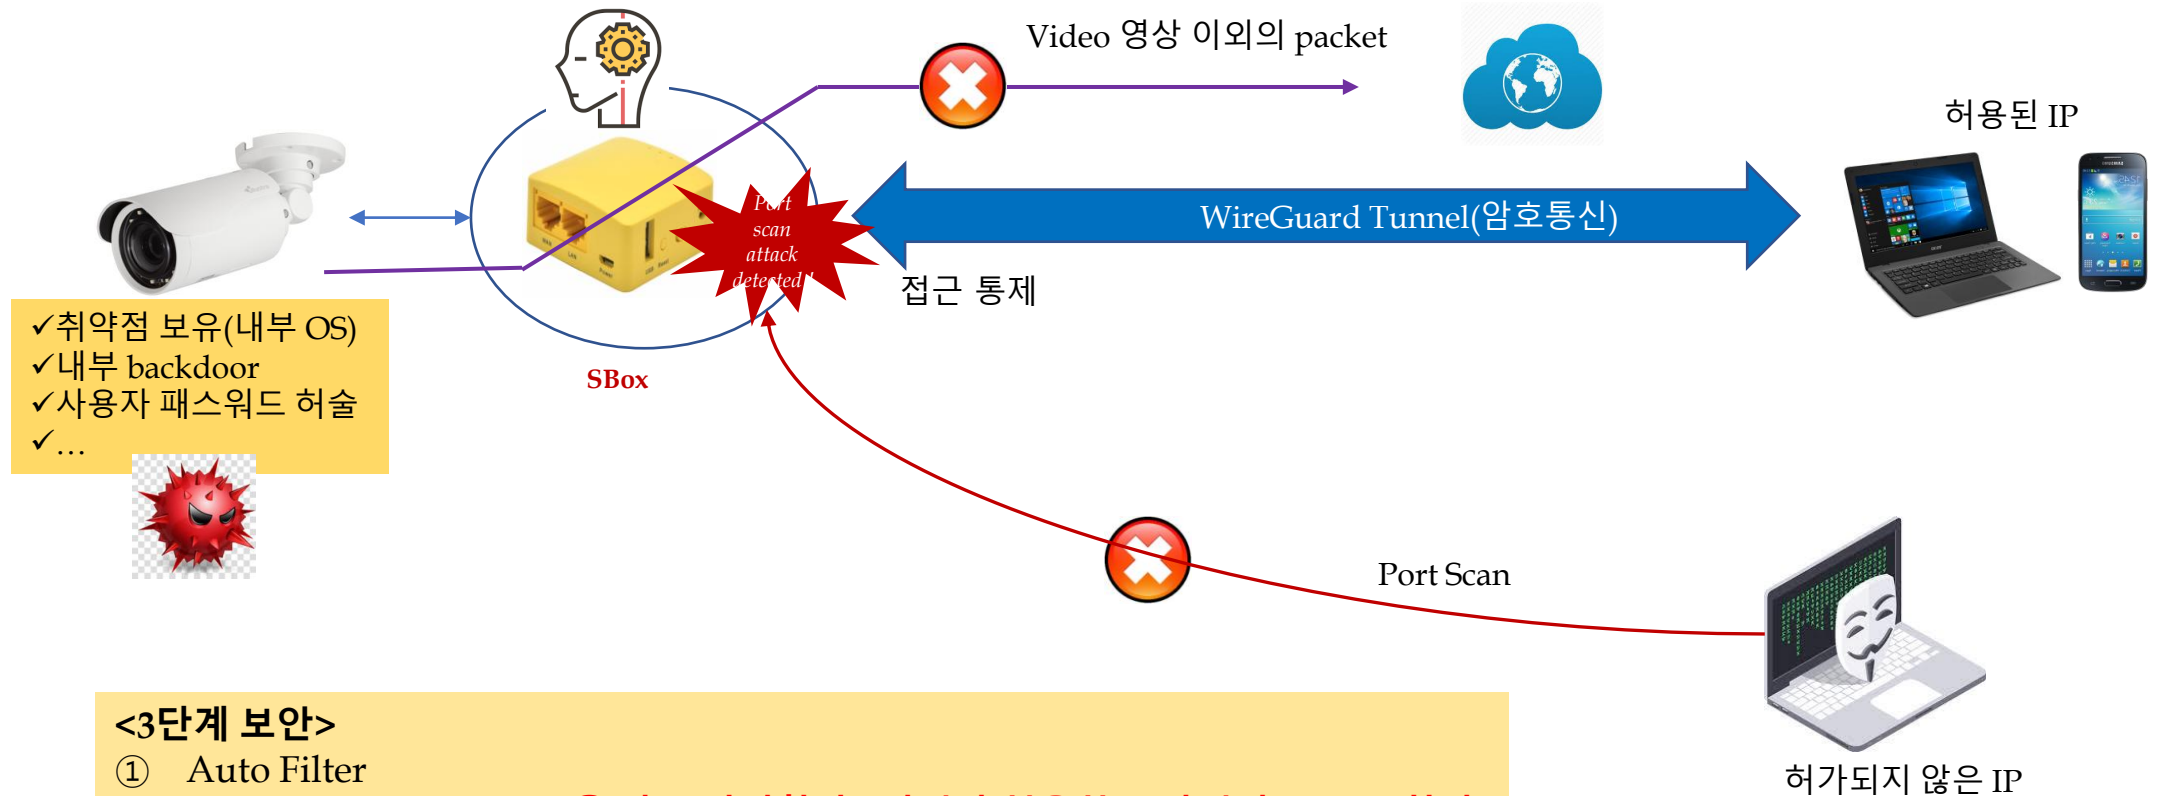 Video 영상 이외의 packet
허용된 IP
Port
scan
attack
detected!
WireGuard Tunnel(암호통신)
접근 통제
✓취약점 보유(내부 OS)
✓내부 backdoor
✓사용자 패스워드 허술
✓…
SBox
Port Scan
<3단계 보안>
① Auto Filter
허가되지 않은 IP